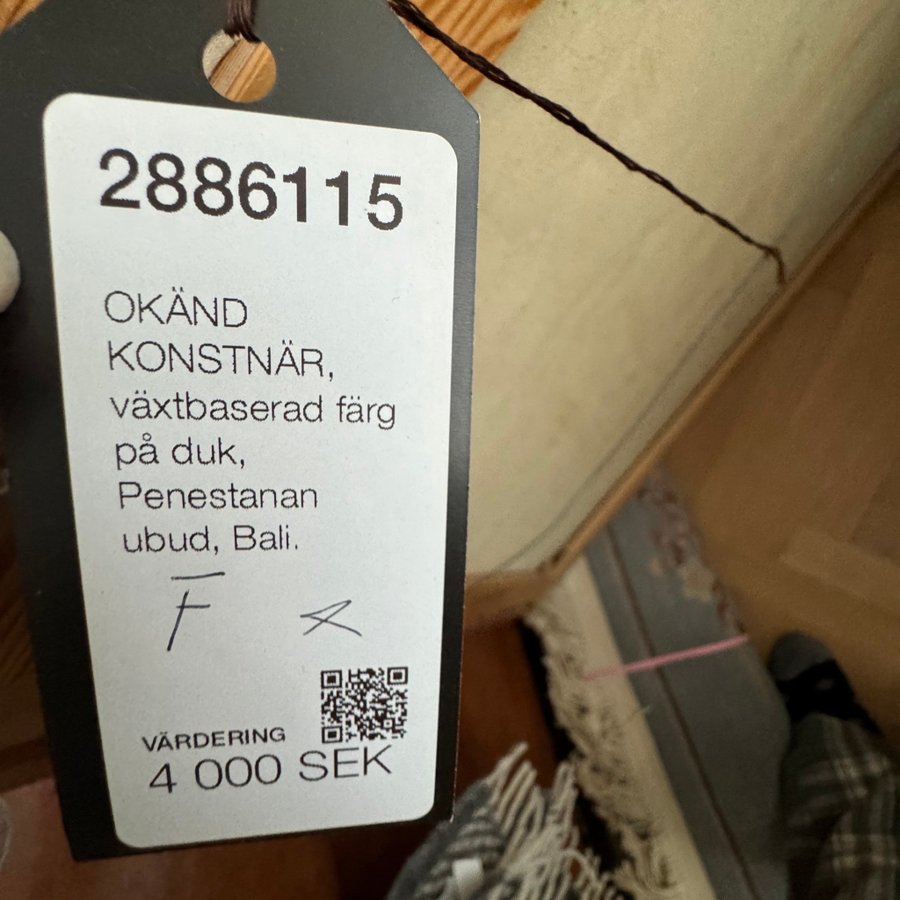 2886115
OKÄND
KONSTNÄR,
växtbaserad färg
på duk,
Penestanan
ubud, Bali.
F
VÄRDERING
4 000 SEK